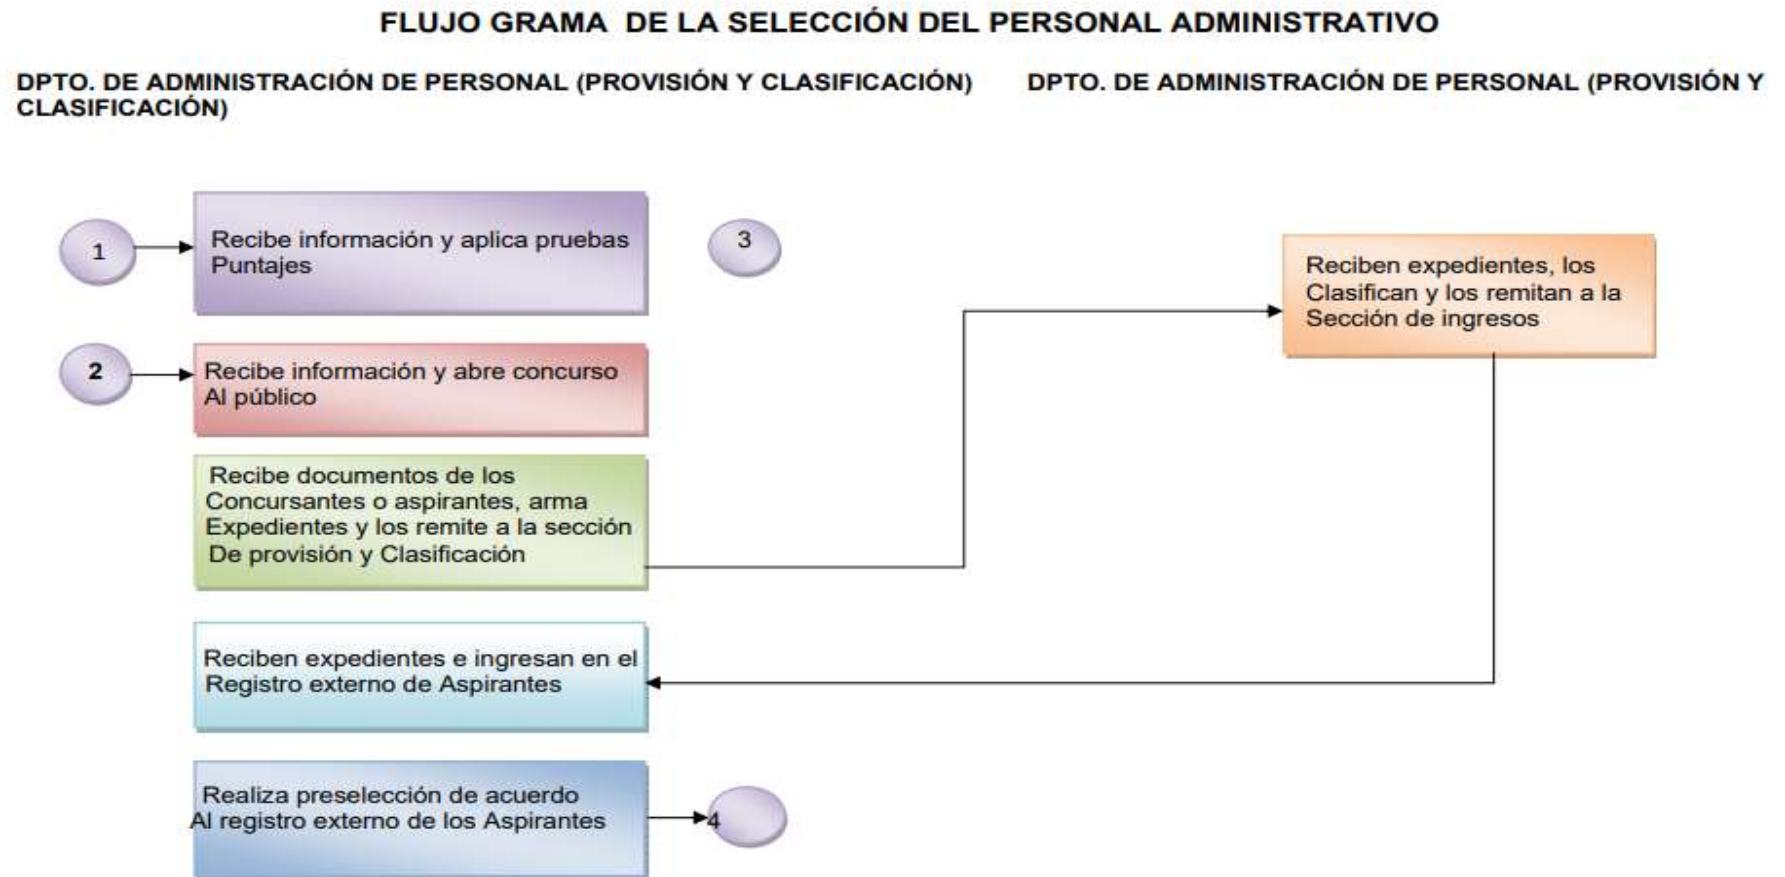 FLUJO GRAMA DE LA SELECCIÓN DEL PERSONAL ADMINISTRATIVO
DPTO. DE ADMINISTRACIÓN DE PERSONAL (PROVISIÓN Y CLASIFICACIÓN) DPTO. DE ADMINISTRACIÓN DE PERSONAL (PROVISIÓN Y
CLASIFICACIÓN)
1
Recibe información y aplica pruebas
Puntajes
3
Reciben expedientes, los
Clasifican y los remitan a la
Sección de ingresos
2
Recibe información y abre concurso
Al público
Recibe documentos de los
Concursantes o aspirantes, arma
Expedientes y los remite a la sección
De provisión y Clasificación
Reciben expedientes e ingresan en el
Registro externo de Aspirantes
Realiza preselección de acuerdo
Al registro externo de los Aspirantes
4